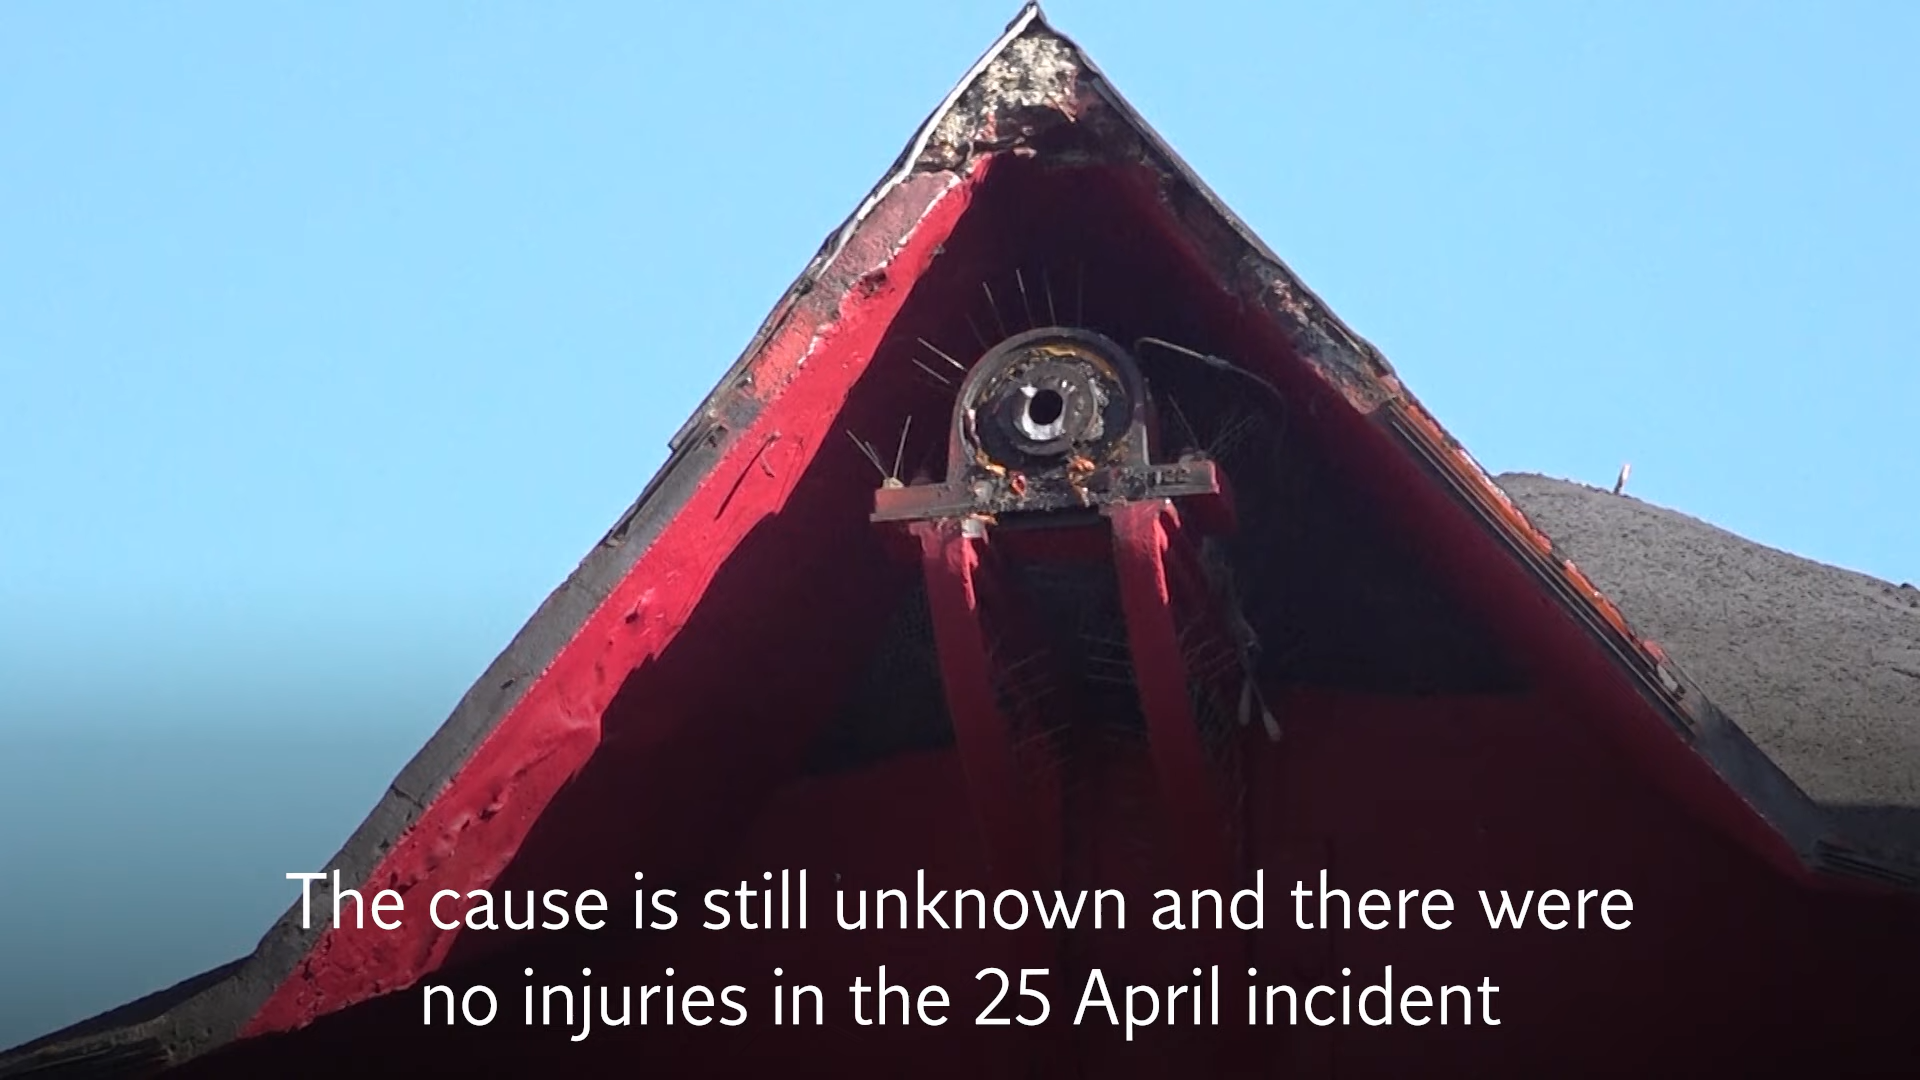 The cause is still unknown and there were
no injuries in the 25 April incident